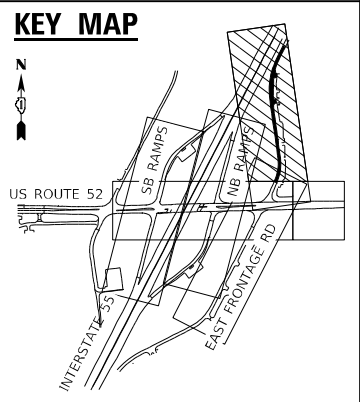 KEY MAP
N
SB RAMPS
NB RAMPS
US ROUTE 52
INTERSTATE 55
EAST FRONTAGE RD